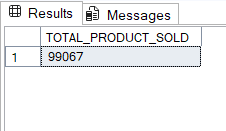 Results Messages
TOTAL_PRODUCT_SOLD
1 99067